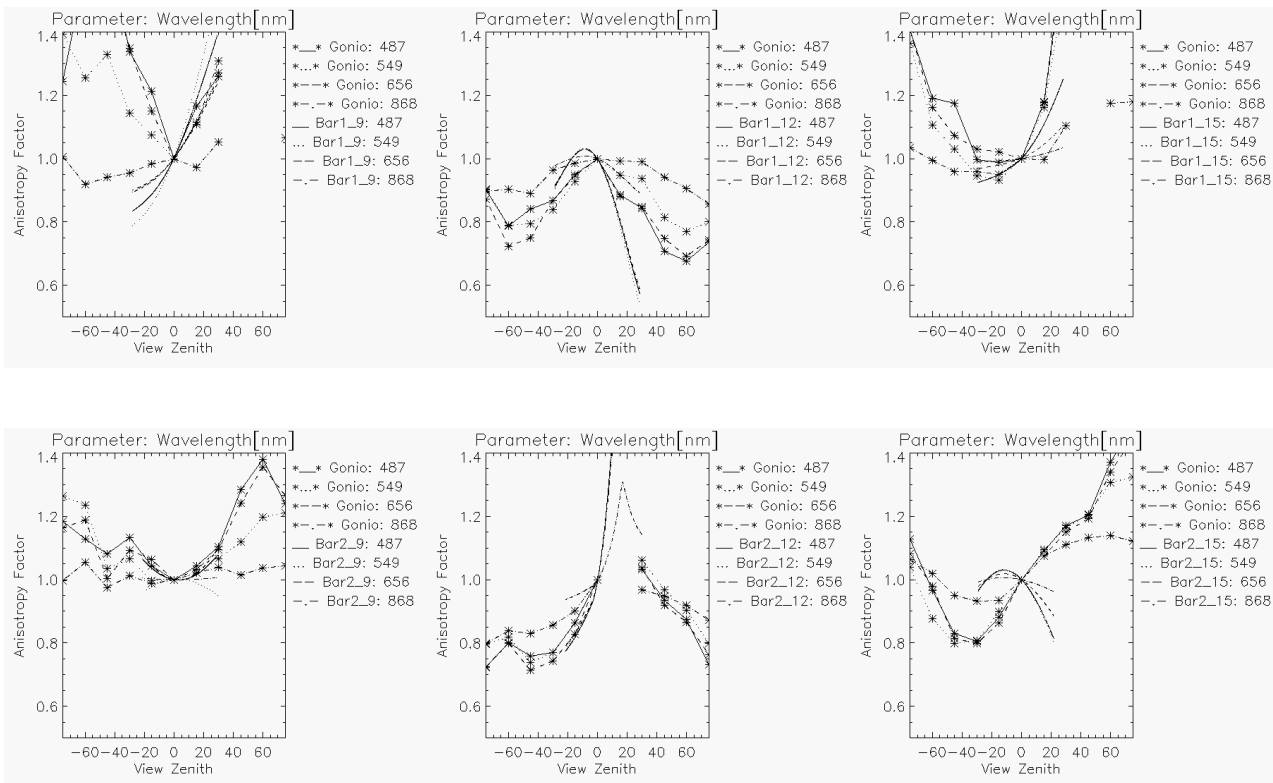 Parameter: Wavelength[nm]
1.4
1.2
1.0
0.8
0.6
Anisotropy Factor
-60 -40 -20 0 20 40 60
View Zenith
*__* Gonio: 487
*...* Gonio: 549
*——* Gonio: 656
*-.-* Gonio: 868
__ Bar1_9: 487
... Bar1_9: 549
—— Bar1_9: 656
-.- Bar1_9: 868
Parameter: Wavelength[nm]
1.4
1.2
1.0
0.8
0.6
Anisotropy Factor
-60 -40 -20 0 20 40 60
View Zenith
*__* Gonio: 487
*...* Gonio: 549
*——* Gonio: 656
*-.-* Gonio: 868
__ Bar1_12: 487
... Bar1_12: 549
—— Bar1_12: 656
-.- Bar1_12: 868
Parameter: Wavelength[nm]
1.4
1.2
1.0
0.8
0.6
Anisotropy Factor
-60 -40 -20 0 20 40 60
View Zenith
*__* Gonio: 487
*...* Gonio: 549
*——* Gonio: 656
*-.-* Gonio: 868
__ Bar1_15: 487
... Bar1_15: 549
—— Bar1_15: 656
-.- Bar1_15: 868
Parameter: Wavelength[nm]
1.4
1.2
1.0
0.8
0.6
Anisotropy Factor
-60 -40 -20 0 20 40 60
View Zenith
*__* Gonio: 487
*...* Gonio: 549
*——* Gonio: 656
*-.-* Gonio: 868
__ Bar2_9: 487
... Bar2_9: 549
—— Bar2_9: 656
-.- Bar2_9: 868
Parameter: Wavelength[nm]
1.4
1.2
1.0
0.8
0.6
Anisotropy Factor
-60 -40 -20 0 20 40 60
View Zenith
*__* Gonio: 487
*...* Gonio: 549
*——* Gonio: 656
*-.-* Gonio: 868
__ Bar2_12: 487
... Bar2_12: 549
—— Bar2_12: 656
-.- Bar2_12: 868
Parameter: Wavelength[nm]
1.4
1.2
1.0
0.8
0.6
Anisotropy Factor
-60 -40 -20 0 20 40 60
View Zenith
*__* Gonio: 487
*...* Gonio: 549
*——* Gonio: 656
*-.-* Gonio: 868
__ Bar2_15: 487
... Bar2_15: 549
—— Bar2_15: 656
-.- Bar2_15: 868